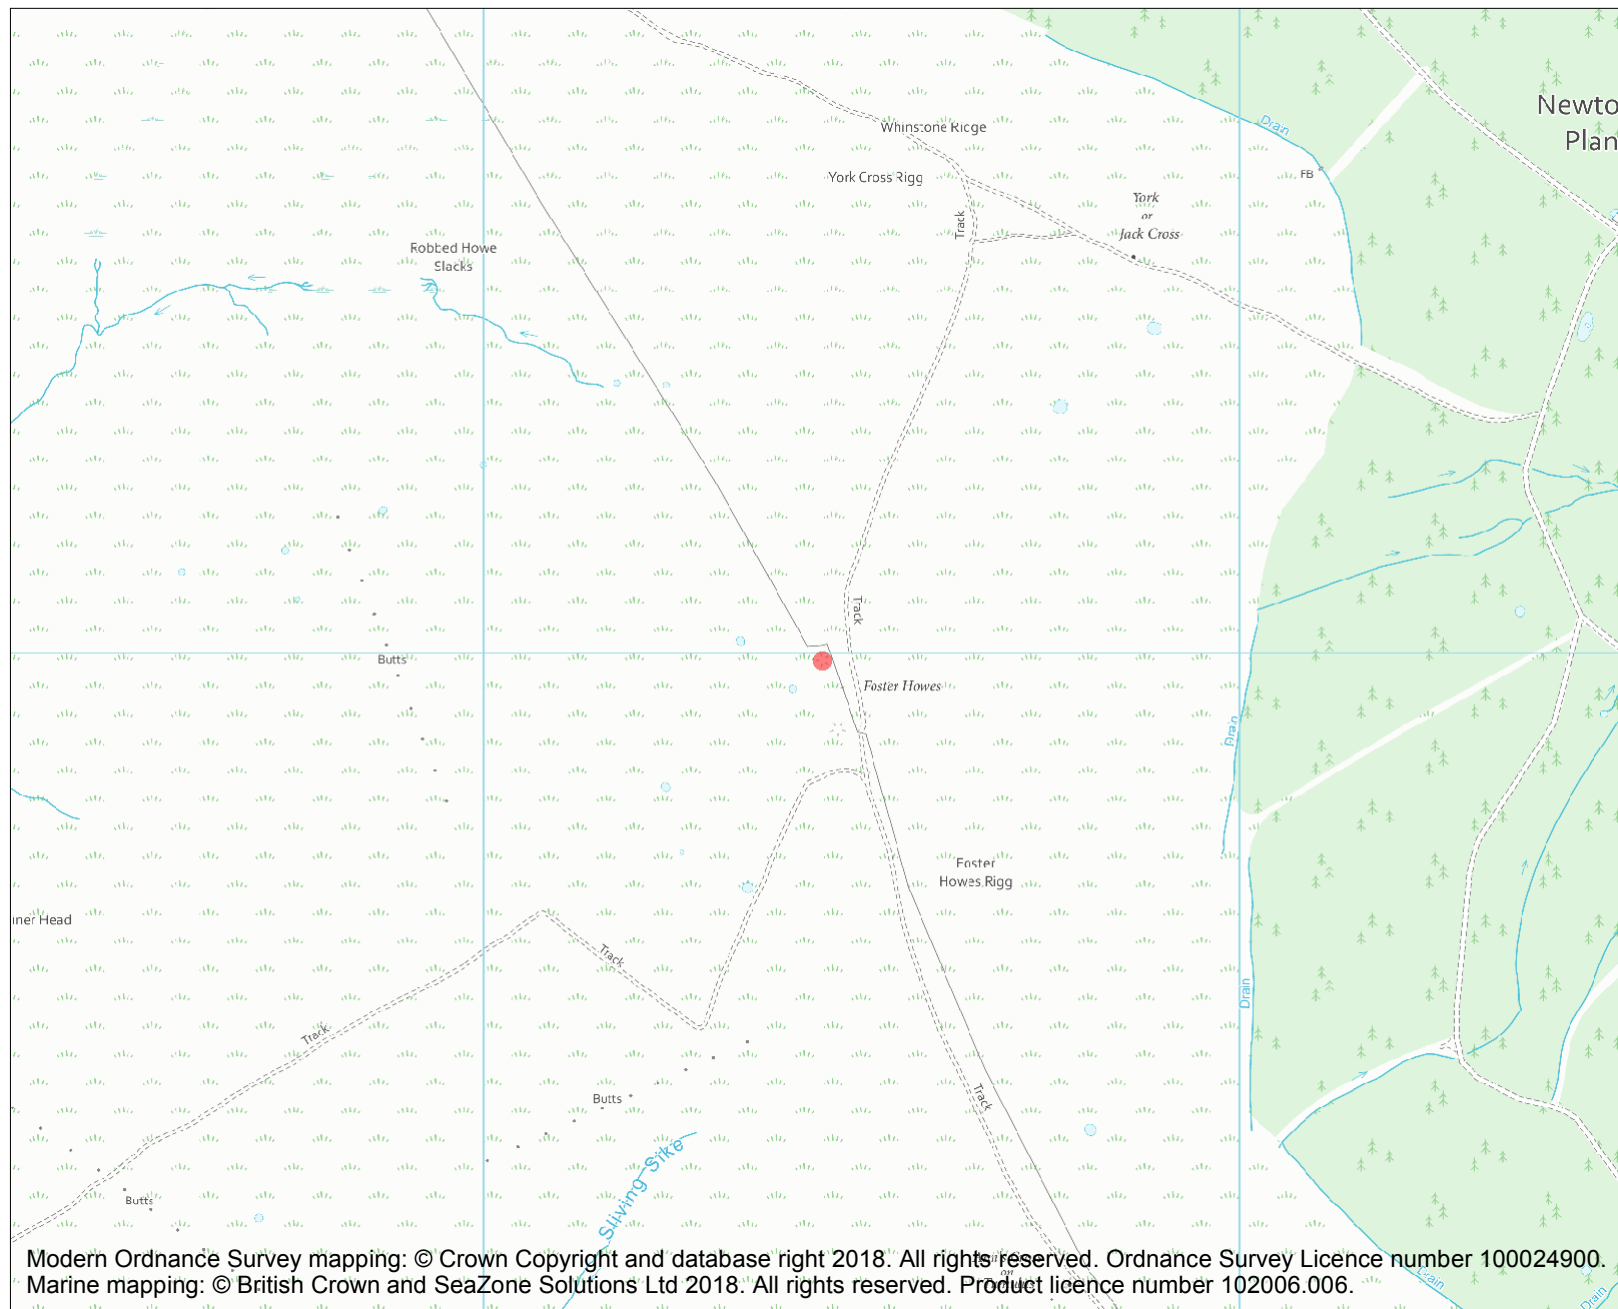 Newto
Plan
Drain
Whinstone Ridge
York Cross Rigg
FB
York
or
Jack Cross
Track
Robbed Howe
Slacks
Track
Butts
Foster Howes
Drain
Foster
Howes Rigg
iner Head
Track
Drain
Track
Track
Butts
Sliving Sike
Butts
or
Drain
Drain
Modern Ordnance Survey mapping: © Crown Copyright and database right 2018. All rights reserved. Ordnance Survey Licence number 100024900.
Marine mapping: © British Crown and SeaZone Solutions Ltd 2018. All rights reserved. Product licence number 102006.006.